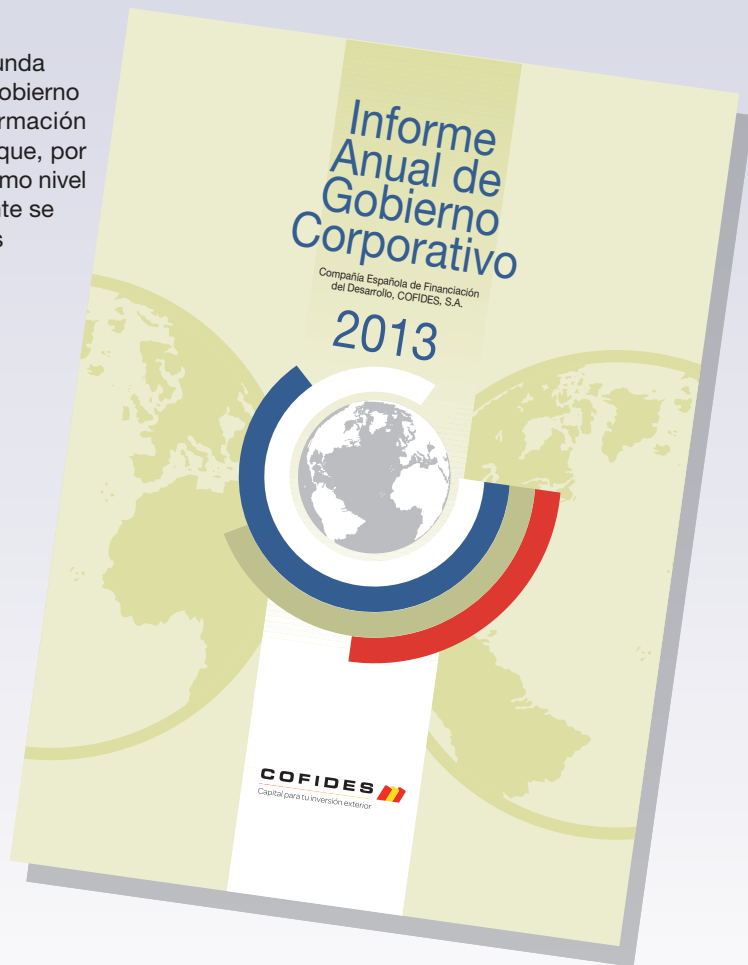 unda
obierno
rmación
que, por
mo nivel
nte se
s
Informe
Anual de
Gobierno
Corporativo
Compañía Española de Financiación
del Desarrollo, COFIDES, S.A.
2013
COFIDES
Capital para tu inversión exterior